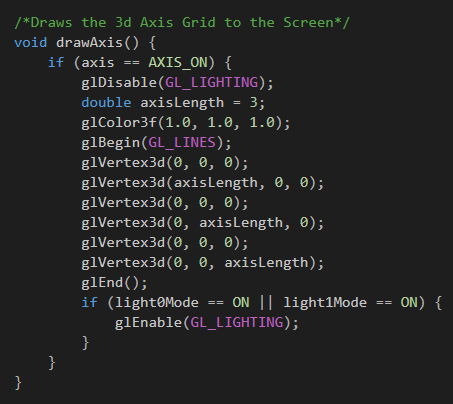 /*Draws the 3d Axis Grid to the Screen*/
void drawAxis() {
    if (axis == AXIS_ON) {
        glDisable(GL_LIGHTING);
        double axisLength = 3;
        glColor3f(1.0, 1.0, 1.0);
        glBegin(GL_LINES);
        glVertex3d(0, 0, 0);
        glVertex3d(axisLength, 0, 0);
        glVertex3d(0, 0, 0);
        glVertex3d(0, axisLength, 0);
        glVertex3d(0, 0, 0);
        glVertex3d(0, 0, axisLength);
        glEnd();
        if (light0Mode == ON || light1Mode == ON) {
            glEnable(GL_LIGHTING);
        }
    }
}